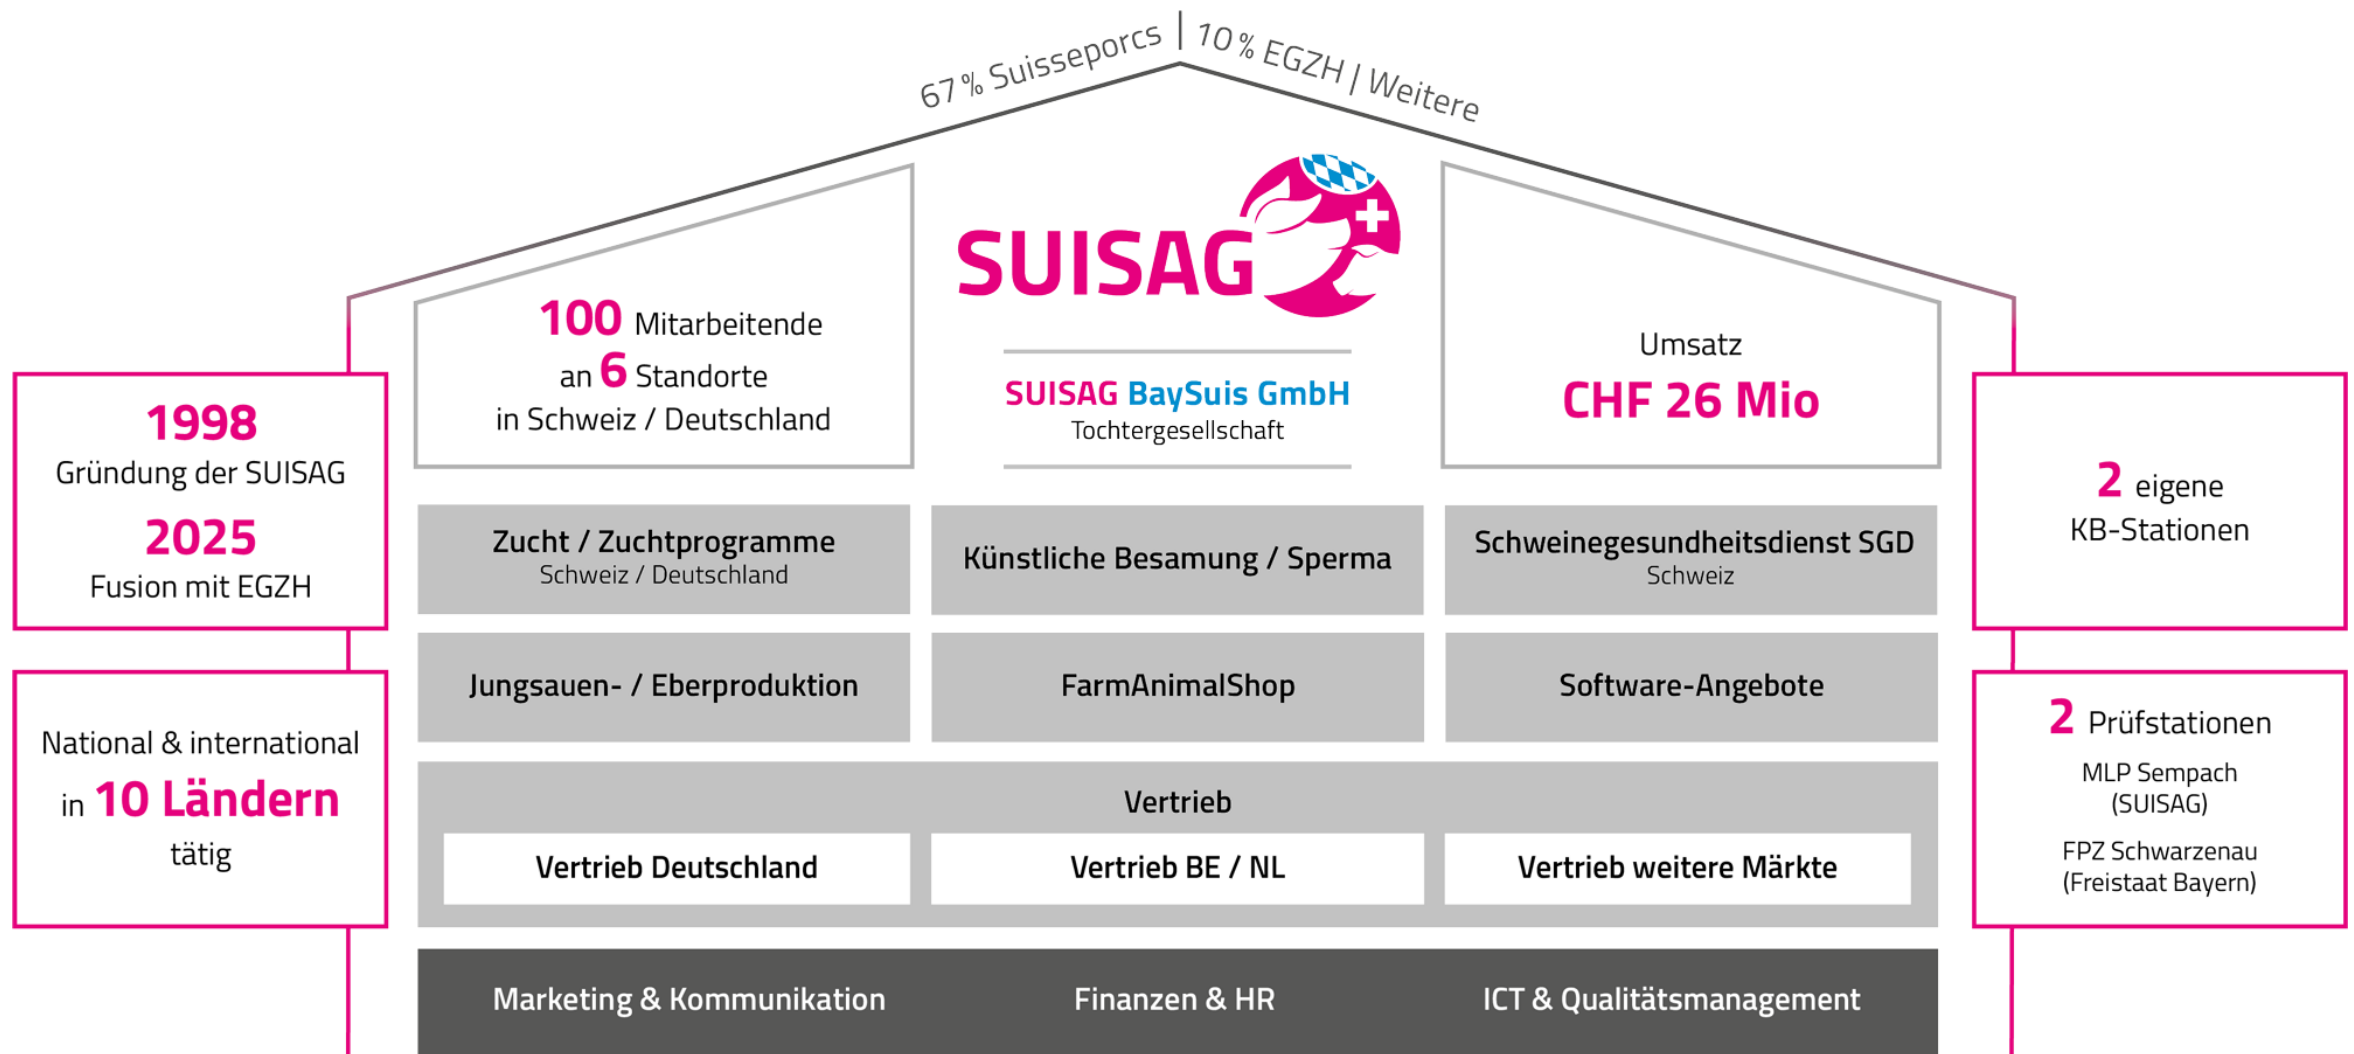 67 % Suisseporcs | 10 % EGZH | Weitere
SUISAG
100 Mitarbeitende
an 6 Standorte
in Schweiz / Deutschland
SUISAG BaySuis GmbH
Tochtergesellschaft
Umsatz
CHF 26 Mio
1998
Gründung der SUISAG
2025
Fusion mit EGZH
National & international
in 10 Ländern
tätig
Zucht / Zuchtprogramme
Schweiz / Deutschland
Künstliche Besamung / Sperma
Schweinegesundheitsdienst SGD
Schweiz
Jungsauen- / Eberproduktion
FarmAnimalShop
Software-Angebote
Vertrieb
Vertrieb Deutschland
Vertrieb BE / NL
Vertrieb weitere Märkte
Marketing & Kommunikation
Finanzen & HR
ICT & Qualitätsmanagement
2 eigene
KB-Stationen
2 Prüfstationen
MLP Sempach
(SUISAG)
FPZ Schwarzenau
(Freistaat Bayern)